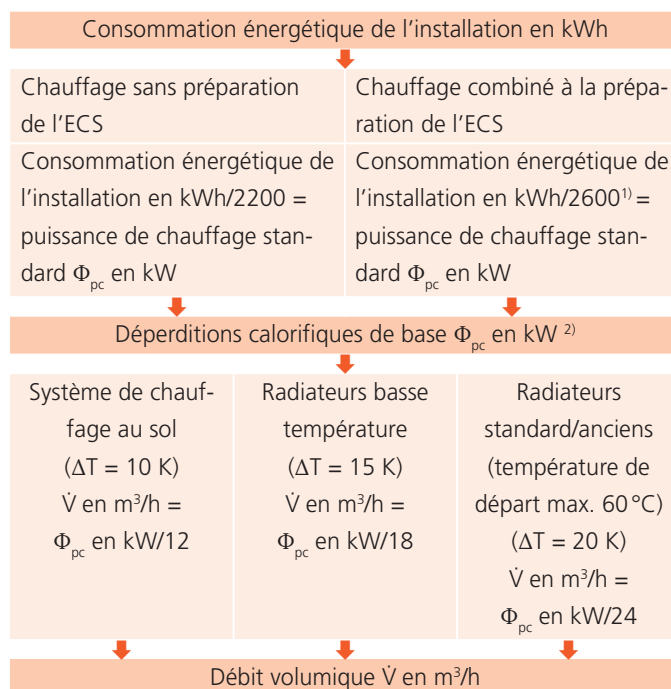 Consommation énergétique de l’installation en kWh
Chauffage sans préparation
de l’ECS
Chauffage combiné à la prépa-
ration de l’ECS
Consommation énergétique de
l’installation en kWh/2200 =
puissance de chauffage stan-
dard Φpc en kW
Consommation énergétique de
l’installation en kWh/2600¹⁾ =
puissance de chauffage stan-
dard Φpc en kW
Déperditions calorifiques de base Φpc en kW ²⁾
Système de chauf-
fage au sol
(ΔT = 10 K)
V̇ en m³/h =
Φpc en kW/12
Radiateurs basse
température
(ΔT = 15 K)
V̇ en m³/h =
Φpc en kW/18
Radiateurs
standard/anciens
(température de
départ max. 60 °C)
(ΔT = 20 K)
V̇ en m³/h =
Φpc en kW/24
Débit volumique V̇ en m³/h